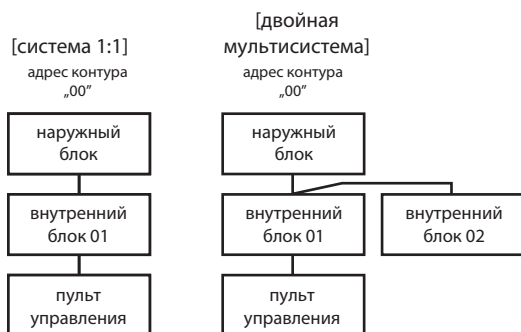 [система 1:1]
адрес контура
„00”
наружный
блок
внутренний
блок 01
пульт
управления
[двойная
мультисистема]
адрес контура
„00”
наружный
блок
внутренний
блок 01
внутренний
блок 02
пульт
управления